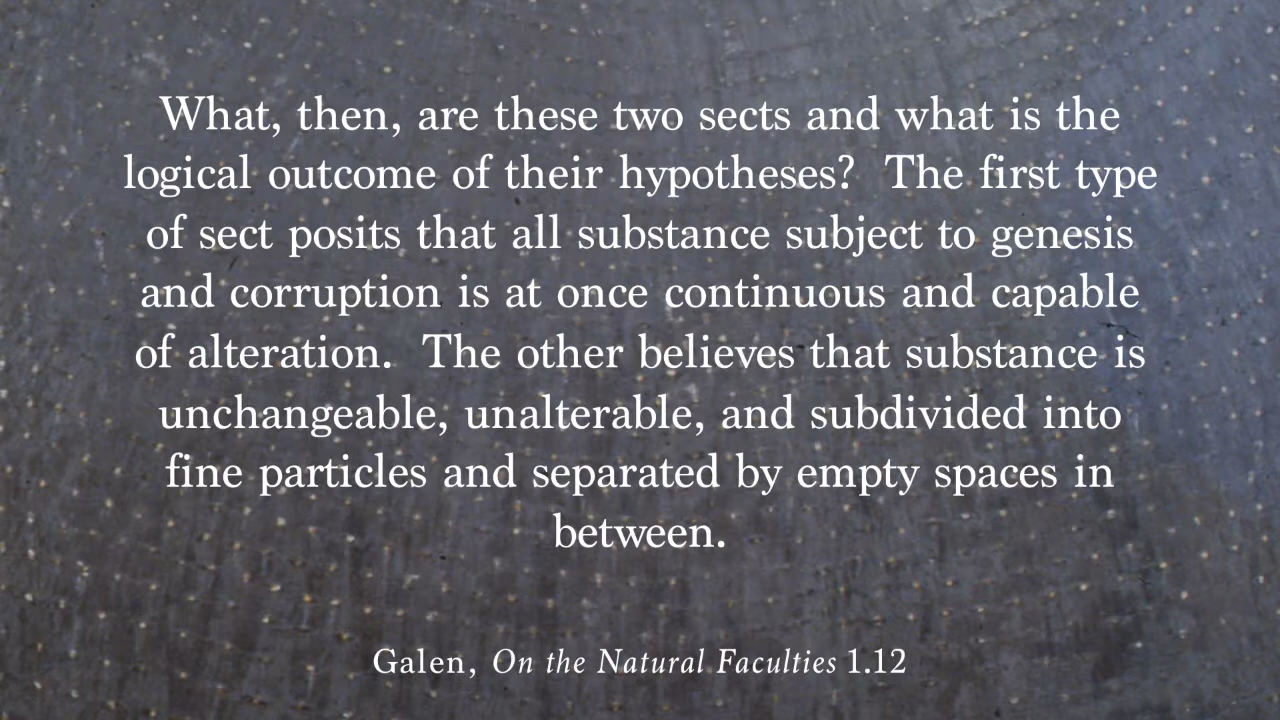 What, then, are these two sects and what is the
logical outcome of their hypotheses?  The first type
of sect posits that all substance subject to genesis
and corruption is at once continuous and capable
of alteration.  The other believes that substance is
unchangeable, unalterable, and subdivided into
fine particles and separated by empty spaces in
between.
Galen, On the Natural Faculties 1.12